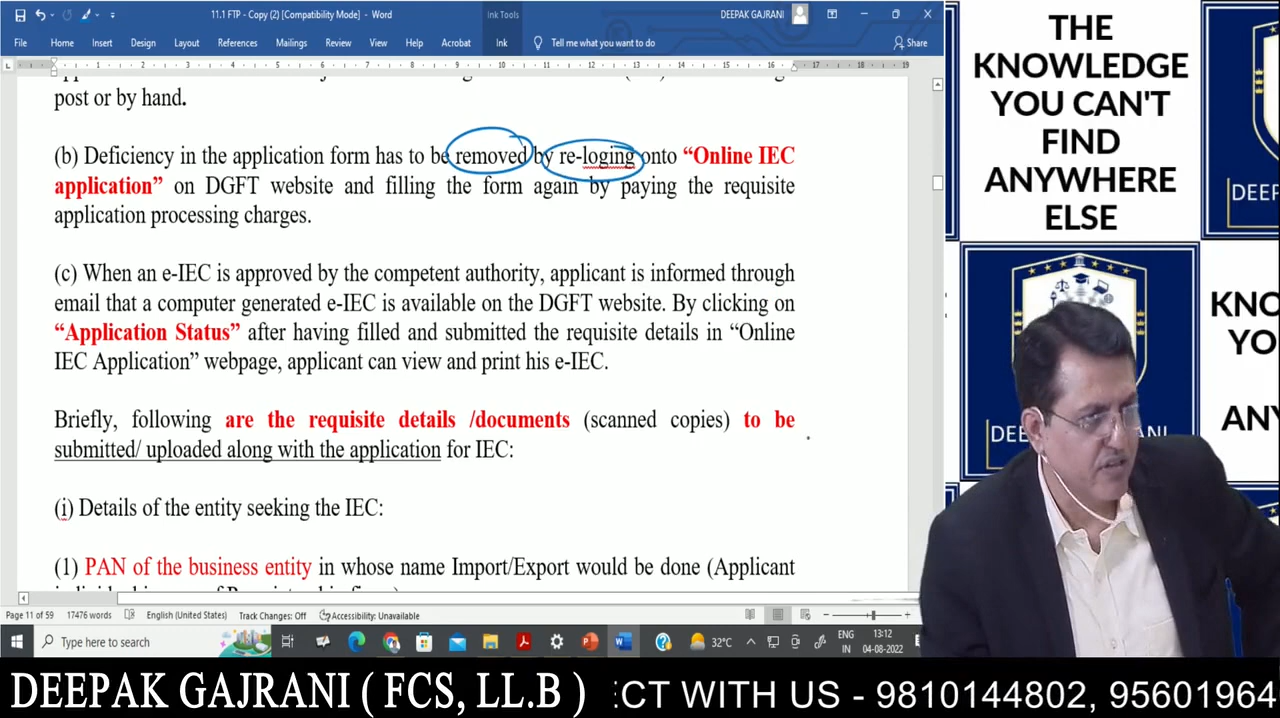 11.1 FTP - Copy (2) [Compatibility Mode] - Word
Ink Tools
DEEPAK GAJRANI
File Home Insert Design Layout References Mailings Review View Help Acrobat Ink Tell me what you want to do Share
post or by hand.
(b) Deficiency in the application form has to be removed by re-loging onto “Online IEC
application” on DGFT website and filling the form again by paying the requisite
application processing charges.
(c) When an e-IEC is approved by the competent authority, applicant is informed through
email that a computer generated e-IEC is available on the DGFT website. By clicking on
“Application Status” after having filled and submitted the requisite details in “Online
IEC Application” webpage, applicant can view and print his e-IEC.
Briefly, following are the requisite details /documents (scanned copies) to be
submitted/ uploaded along with the application for IEC:
(i) Details of the entity seeking the IEC:
(1) PAN of the business entity in whose name Import/Export would be done (Applicant
Page 11 of 59 17476 words English (United States) Track Changes: Off Accessibility: Unavailable
Type here to search
32°C
ENG
IN
13:12
04-08-2022
THE
KNOWLEDGE
YOU CAN'T
FIND
ANYWHERE
ELSE
DEEP
KNO
YO
ANY
DEE
ANI
DEEPAK GAJRANI ( FCS, LL.B )
ECT WITH US - 9810144802, 95601964